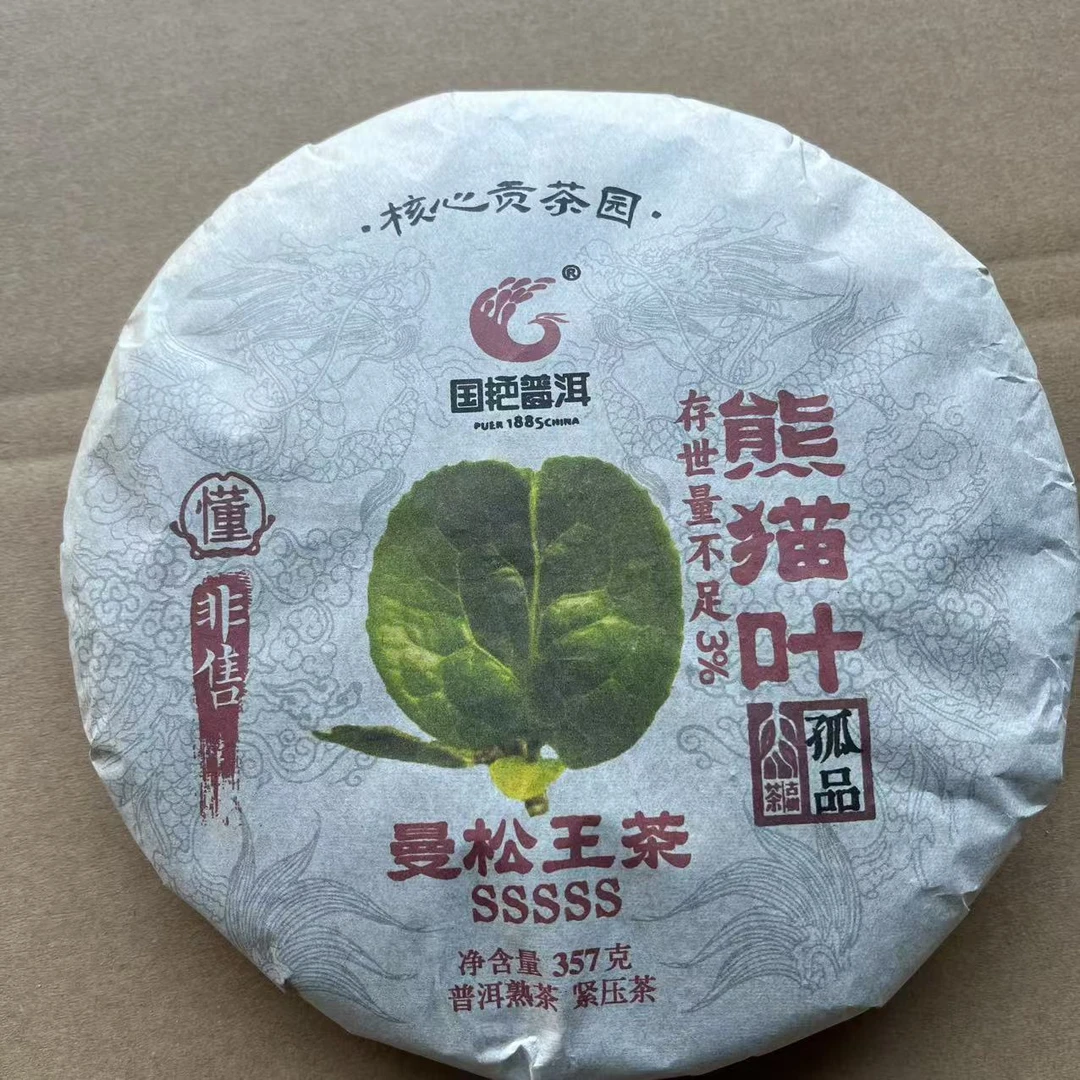 ·核心贡茶园·
®
国艳普洱
PUER 1885CHINA
熊猫叶
存世量不足3%
懂
非售
孤品
古树茶
曼松王茶
SSSSS
净含量 357克
普洱熟茶 紧压茶